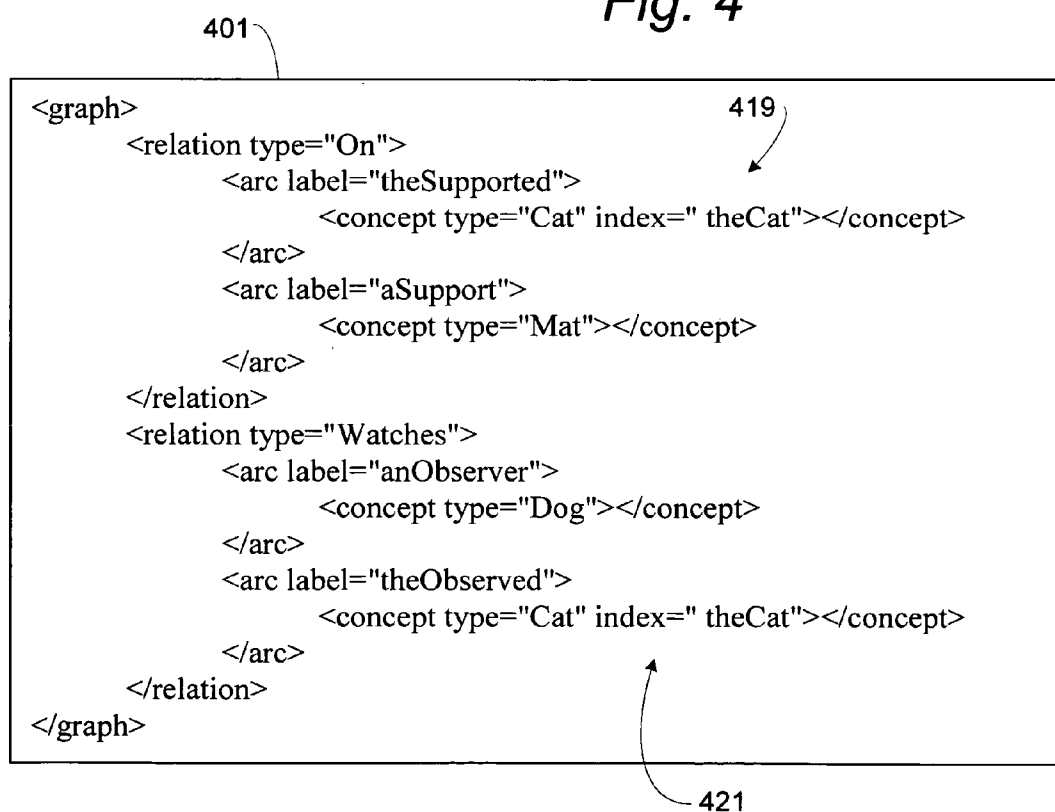 Fig. 4
401
<graph>
<relation type="On">
419
<arc label="theSupported">
<concept type="Cat" index=" theCat"></concept>
</arc>
<arc label="aSupport">
<concept type="Mat"></concept>
</arc>
</relation>
<relation type="Watches">
<arc label="anObserver">
<concept type="Dog"></concept>
</arc>
<arc label="theObserved">
<concept type="Cat" index=" theCat"></concept>
</arc>
</relation>
</graph>
421